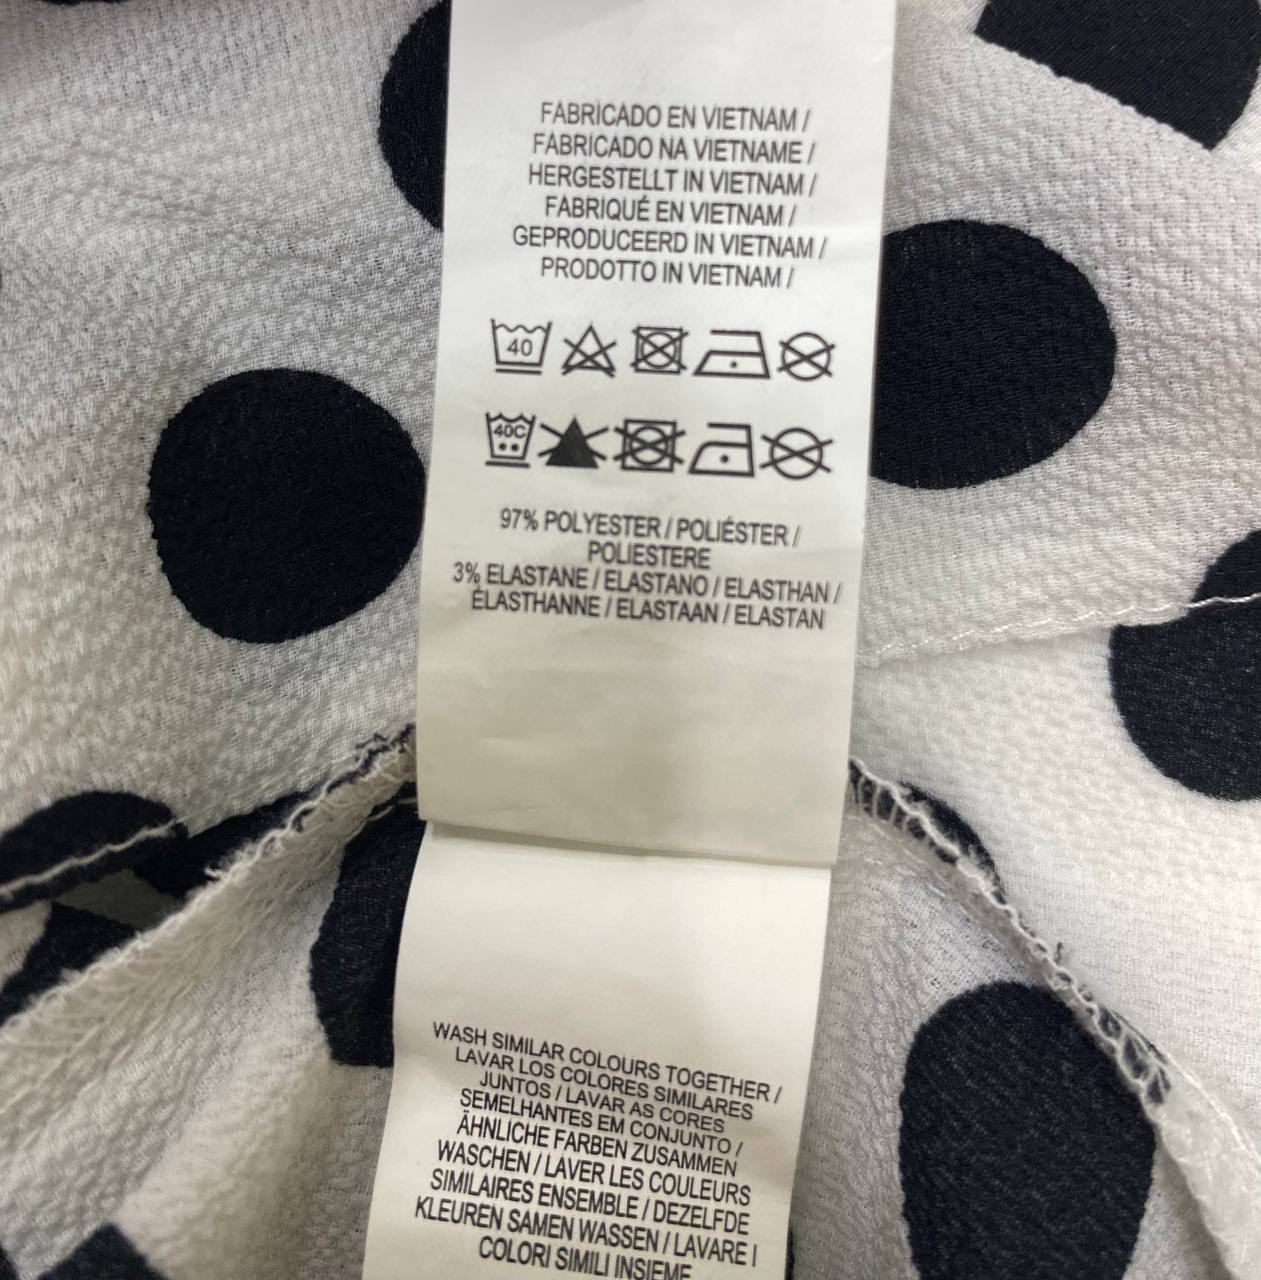 FABRICADO EN VIETNAM /
FABRICADO NA VIETNAME /
HERGESTELLT IN VIETNAM /
FABRIQUÉ EN VIETNAM /
GEPRODUCEERD IN VIETNAM /
PRODOTTO IN VIETNAM /
40
40C
97% POLYESTER / POLIÉSTER /
POLIESTERE
3% ELASTANE / ELASTANO / ELASTHAN /
ÉLASTHANNE / ELASTAAN / ELASTAN
WASH SIMILAR COLOURS TOGETHER /
LAVAR LOS COLORES SIMILARES
JUNTOS / LAVAR AS CORES
SEMELHANTES EM CONJUNTO /
ÄHNLICHE FARBEN ZUSAMMEN
WASCHEN / LAVER LES COULEURS
SIMILAIRES ENSEMBLE / DEZELFDE
KLEUREN SAMEN WASSEN / LAVARE I
COLORI SIMILI INSIEME